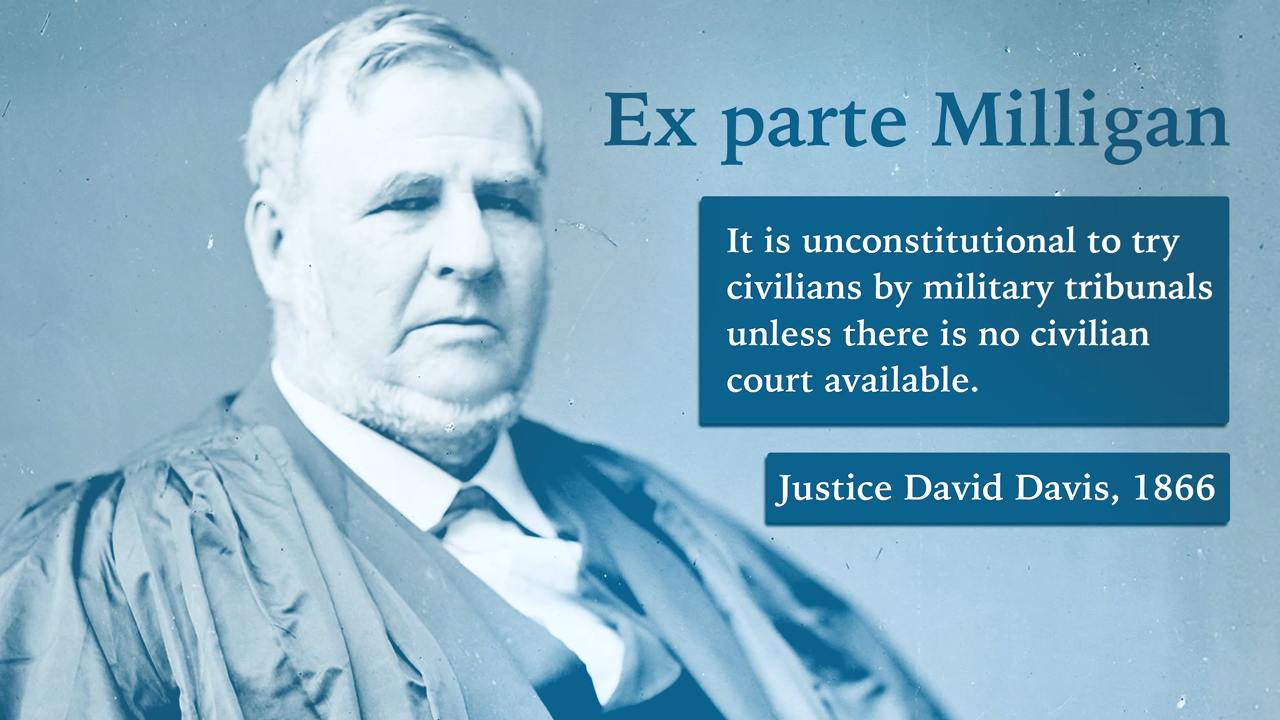 Ex parte Milligan
It is unconstitutional to try
civilians by military tribunals
unless there is no civilian
court available.
Justice David Davis, 1866